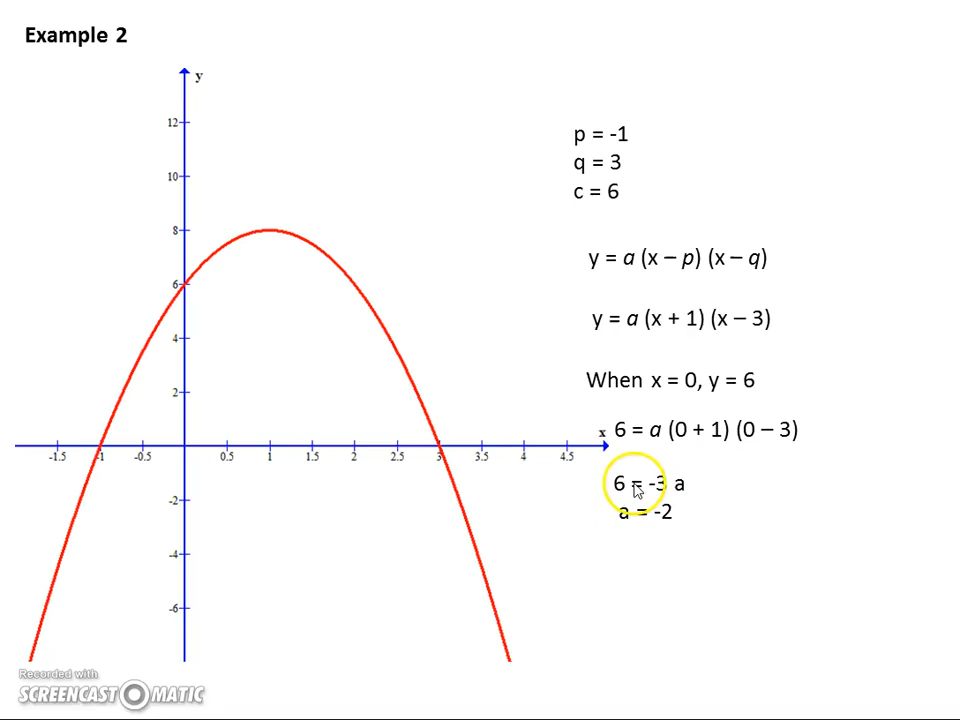 Example 2
y
12
10
8
6
4
2
-2
-4
-6
-1.5
-1
-0.5
0.5
1
1.5
2
2.5
3
3.5
4
4.5
x
p = -1
q = 3
c = 6
y = a (x – p) (x – q)
y = a (x + 1) (x – 3)
When x = 0, y = 6
6 = a (0 + 1) (0 – 3)
6 = -3 a
a = -2
Recorded with
SCREENCAST O MATIC